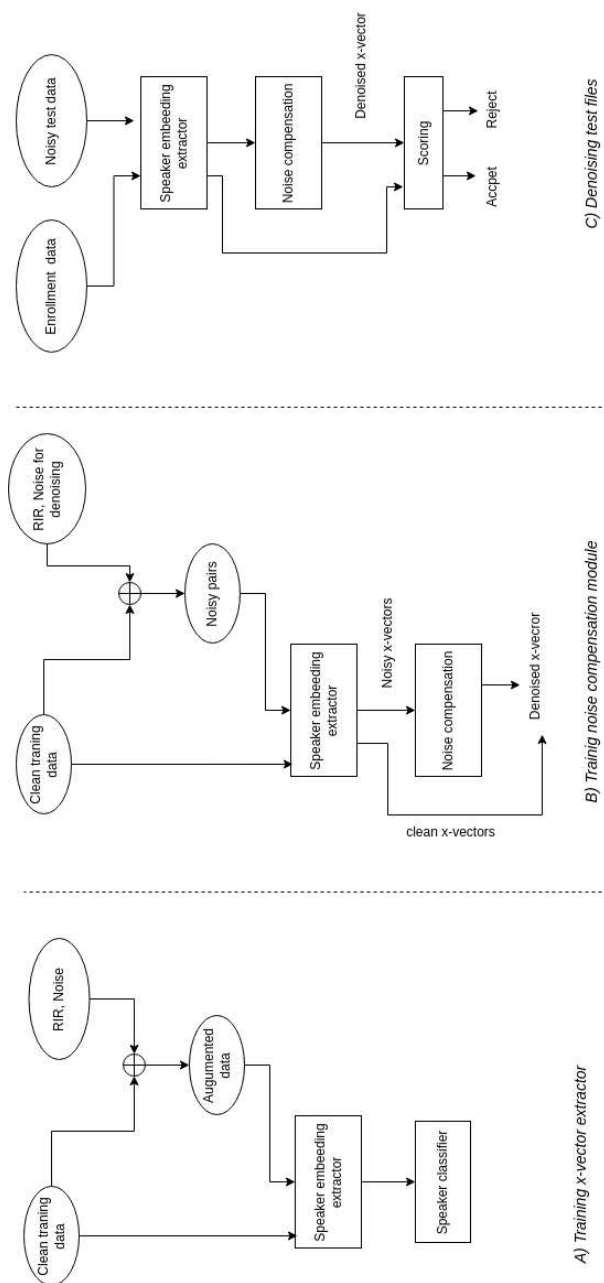 Clean traning
data
RIR, Noise
Augumented
data
Speaker embeeding
extractor
Speaker classifier
A) Training x-vector extractor
Clean traning
data
RIR, Noise for
denoising
Noisy pairs
Speaker embeeding
extractor
Noisy x-vectors
clean x-vectors
Noise compensation
Denoised x-vecror
B) Trainig noise compensation module
Enrollment data
Noisy test data
Speaker embeeding
extractor
Noise compensation
Denoised x-vector
Scoring
Accpet
Reject
C) Denoising test files